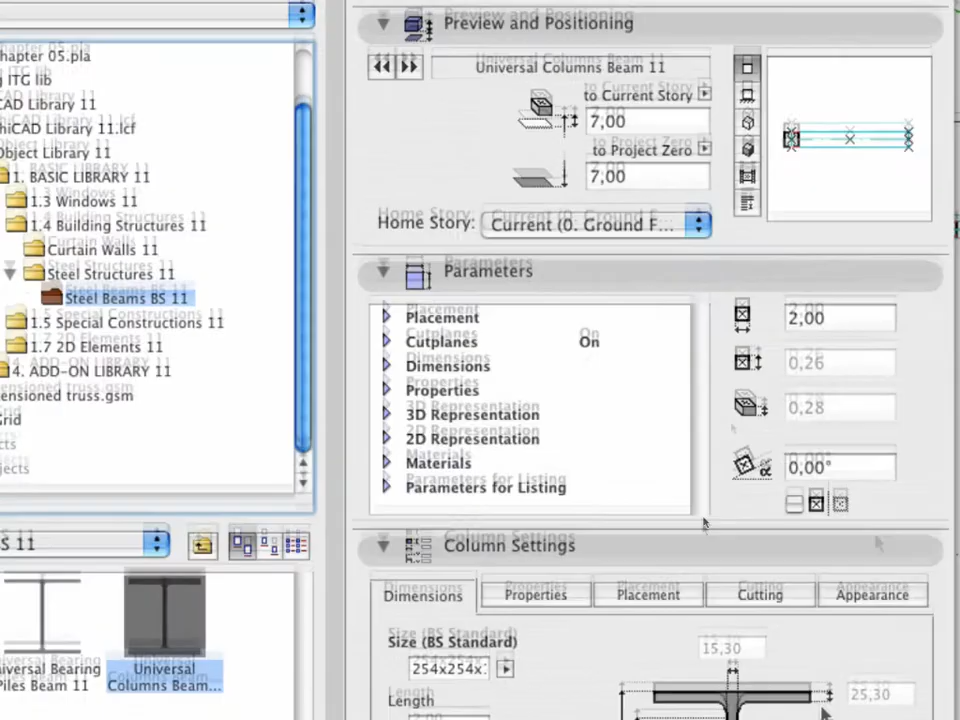 hapter 05.pla
ITG lib
CAD Library 11
hiCAD Library 11.lcf
Object Library 11
1. BASIC LIBRARY 11
1.3 Windows 11
1.4 Building Structures 11
Curtain Walls 11
Steel Structures 11
Steel Beams BS 11
1.5 Special Constructions 11
1.7 2D Elements 11
4. ADD-ON LIBRARY 11
ensioned truss.gsm
rid
cts
jects
S 11
iversal Bearing
Piles Beam 11
Universal
Columns Beam...
Preview and Positioning
Universal Columns Beam 11
to Current Story
7,00
to Project Zero
7,00
Home Story:
Current (0. Ground F...
Parameters
Placement
Cutplanes On
Dimensions
Properties
3D Representation
2D Representation
Materials
Parameters for Listing
2,00
0,26
0,28
α
0,00°
Column Settings
Dimensions
Properties
Placement
Cutting
Appearance
Size (BS Standard)
254x254x:
Length
15,30
25,30